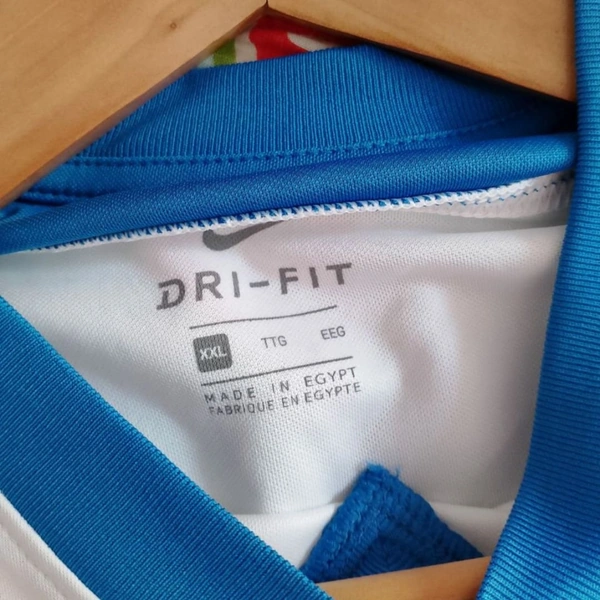 DRI-FIT
XXL TTG EEG
MADE IN EGYPT
FABRIQUE EN EGYPTE